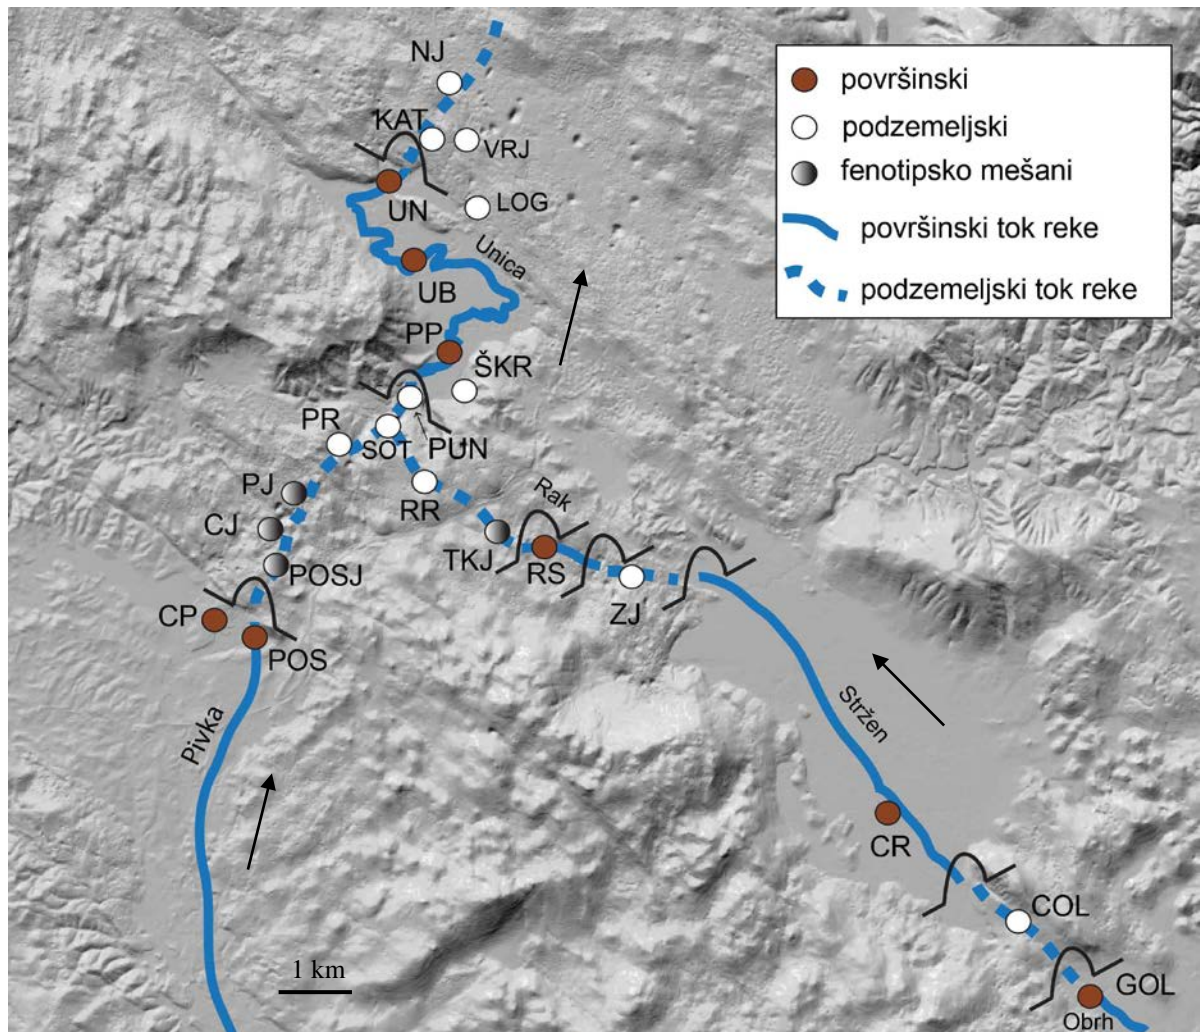 NJ
KAT
VRJ
UN
LOG
Unica
UB
PP
ŠKR
PR
SOT
PUN
PJ
RR
Rak
CJ
TKJ
RS
POSJ
ZJ
CP
POS
Pivka
Stržen
CR
COL
1 km
GOL
Obrh
površinski
podzemeljski
fenotipsko mešani
površinski tok reke
podzemeljski tok reke